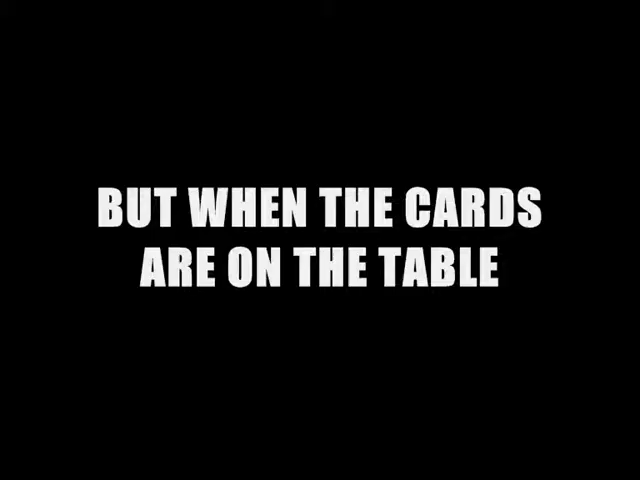 BUT WHEN THE CARDS
ARE ON THE TABLE